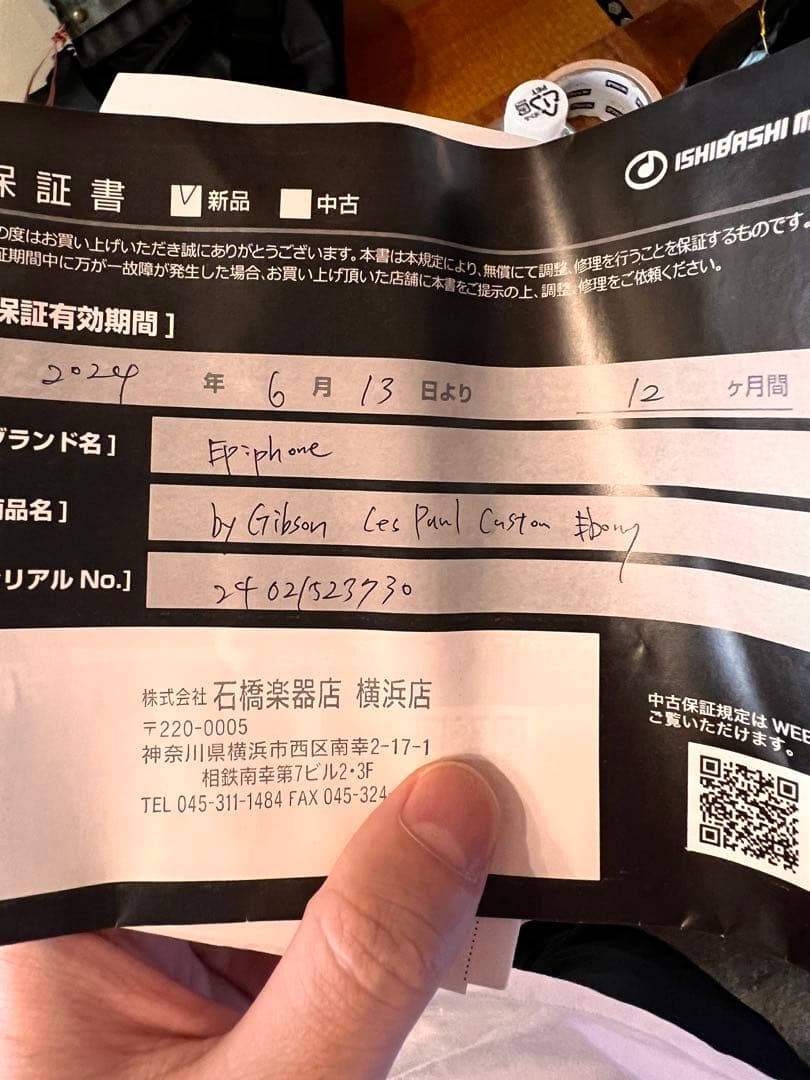 ISHIBASHI
証書 新品 中古
の度はお買い上げいただき誠にありがとうございます。本書は本規定により、無償にて調整、修理を行うことを保証するものです。
証期間中に万が一故障が発生した場合、お買い上げ頂いた店舗に本書をご提示の上、調整、修理をご依頼ください。
保証有効期間]
2024 年 6 月 13 日より 12 ヶ月間
ブランド名] Epiphone
品名] by Gibson Les Paul Custom Ebony
リアルNo.] 24021523730
株式会社 石橋楽器店 横浜店
〒220-0005
神奈川県横浜市西区南幸2-17-1
相鉄南幸第7ビル2・3F
TEL 045-311-1484 FAX 045-324-
中古保証規定はWEB
ご覧いただけます。